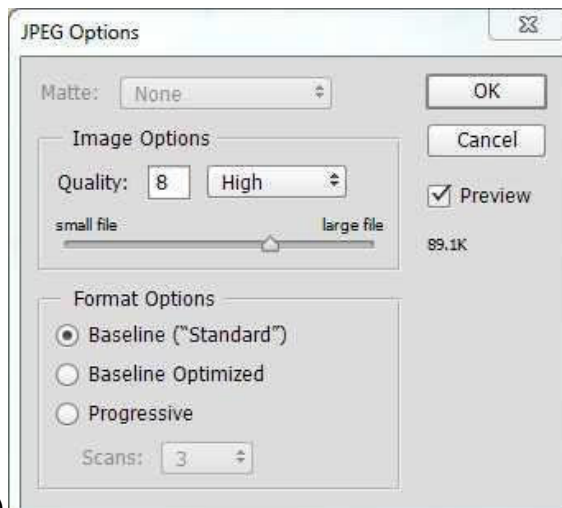 JPEG Options
Matte: None
OK
Image Options
Cancel
Quality: 8 High
Preview
small file large file
89.1K
Format Options
Baseline (“Standard”)
Baseline Optimized
Progressive
Scans: 3
)